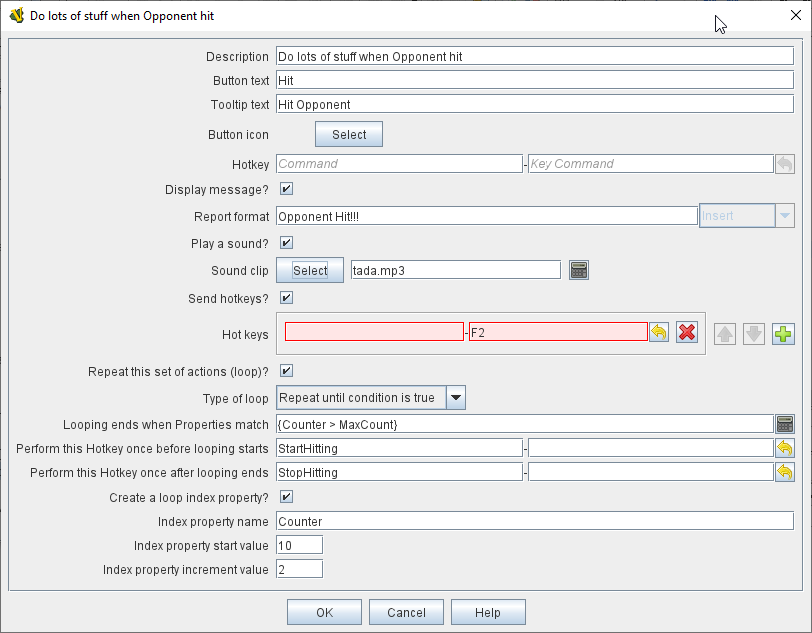 Do lots of stuff when Opponent hit
Description Do lots of stuff when Opponent hit
Button text Hit
Tooltip text Hit Opponent
Button icon Select
Hotkey Command - Key Command
Display message?
Report format Opponent Hit!!! Insert
Play a sound?
Sound clip Select tada.mp3
Send hotkeys?
Hot keys - F2
Repeat this set of actions (loop)?
Type of loop Repeat until condition is true
Looping ends when Properties match {Counter > MaxCount}
Perform this Hotkey once before looping starts StartHitting -
Perform this Hotkey once after looping ends StopHitting -
Create a loop index property?
Index property name Counter
Index property start value 10
Index property increment value 2
OK Cancel Help